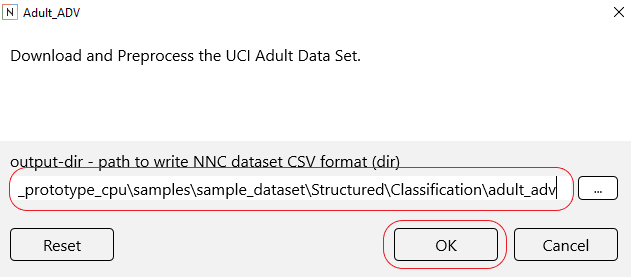 N Adult_ADV
Download and Preprocess the UCI Adult Data Set.
output-dir - path to write NNC dataset CSV format (dir)
_prototype_cpu\samples\sample_dataset\Structured\Classification\adult_adv
...
Reset
OK
Cancel